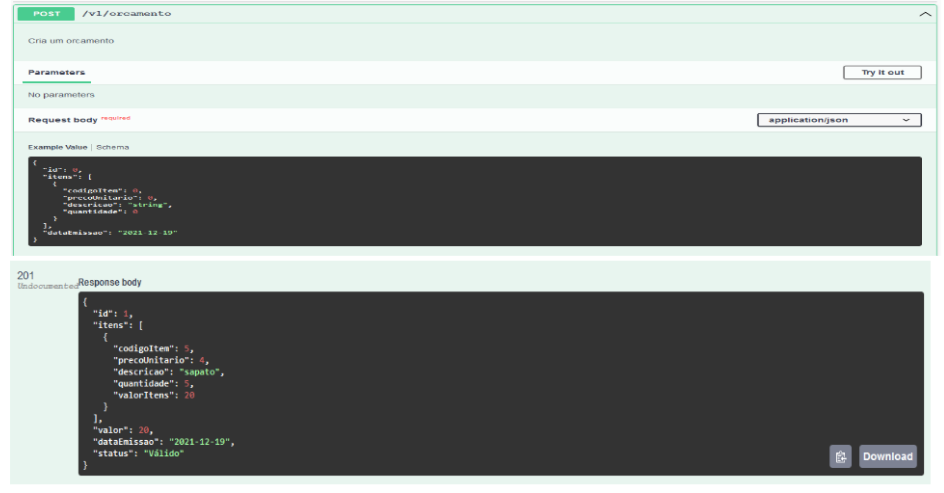 POST /v1/orcamento
Cria um orcamento
Parameters
Try it out
No parameters
Request body required
application/json
Example Value | Schema
{
"id": 0,
"itens": [
{
"codigoItem": 0,
"precoUnitario": 0,
"descricao": "string",
"quantidade": 0
}
],
"dataEmissao": "2021-12-19"
}
201
Undocumented
Response body
{
"id": 1,
"itens": [
{
"codigoItem": 5,
"precoUnitario": 4,
"descricao": "sapato",
"quantidade": 5,
"valorItens": 20
}
],
"valor": 20,
"dataEmissao": "2021-12-19",
"status": "Válido"
}
Download